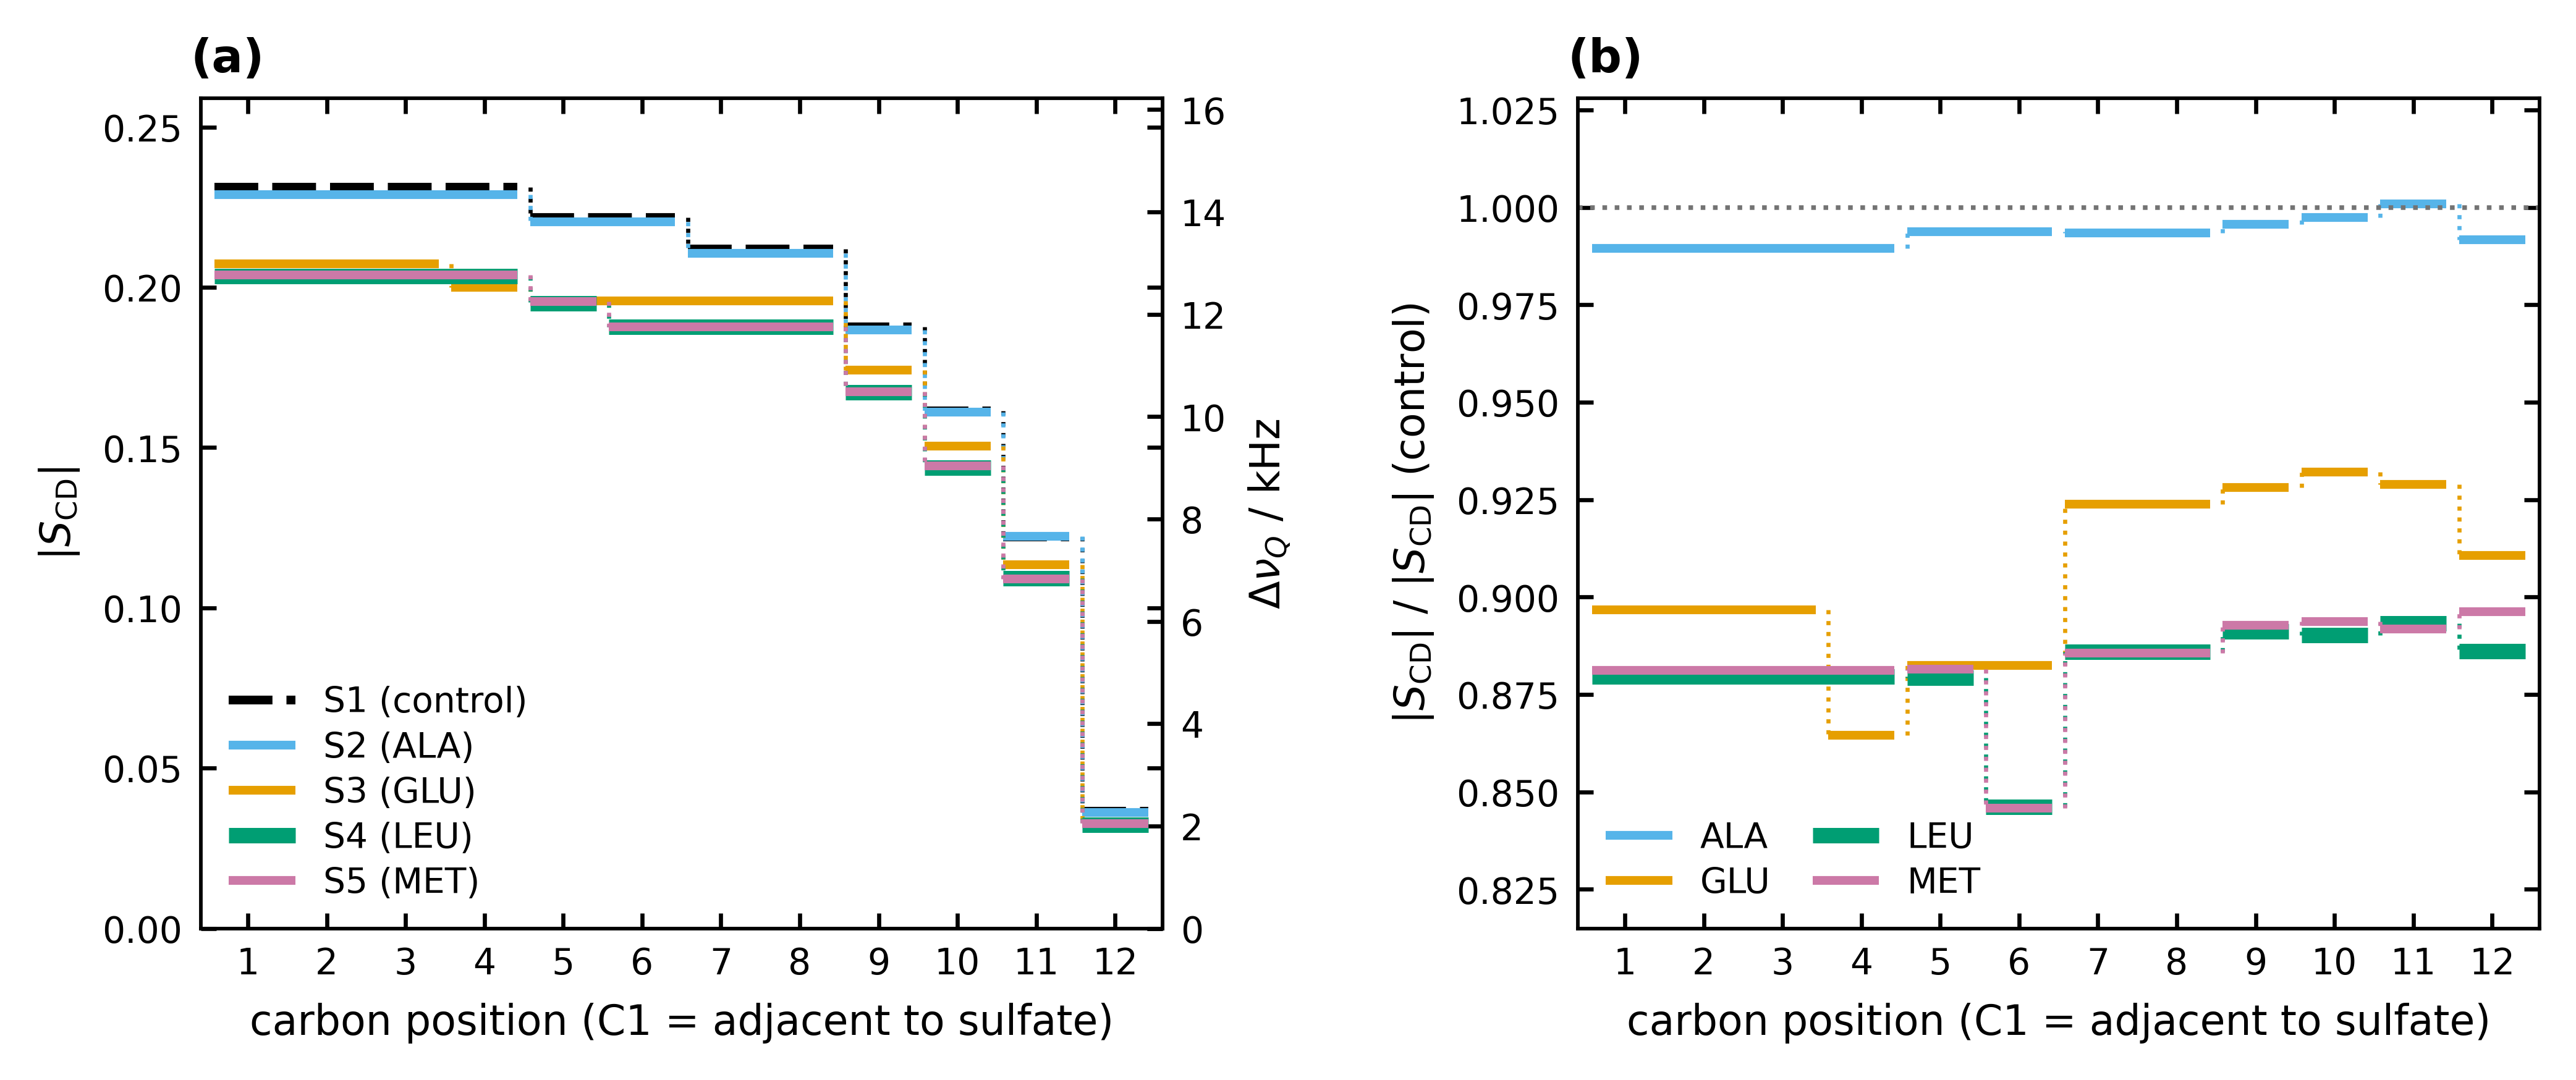 (a)
0.25
0.20
0.15
0.10
0.05
0.00
|S_CD|
16
14
12
10
8
6
4
2
0
Δν_Q / kHz
S1 (control)
S2 (ALA)
S3 (GLU)
S4 (LEU)
S5 (MET)
1 2 3 4 5 6 7 8 9 10 11 12
carbon position (C1 = adjacent to sulfate)
(b)
1.025
1.000
0.975
0.950
0.925
0.900
0.875
0.850
0.825
|S_CD| / |S_CD| (control)
ALA LEU
GLU MET
1 2 3 4 5 6 7 8 9 10 11 12
carbon position (C1 = adjacent to sulfate)